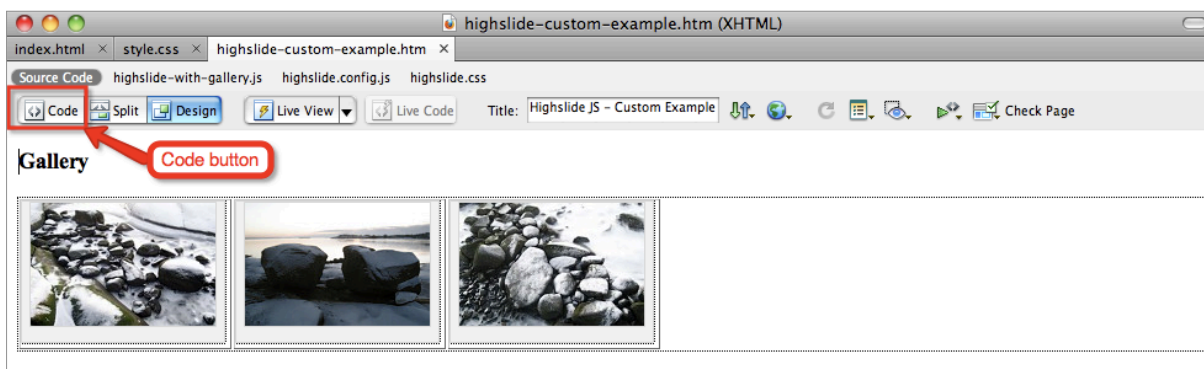 highslide-custom-example.htm (XHTML)
index.html × style.css × highslide-custom-example.htm ×
Source Code highslide-with-gallery.js highslide.config.js highslide.css
Code Split Design Live View Live Code Title: Highslide JS - Custom Example Check Page
Code button
Gallery